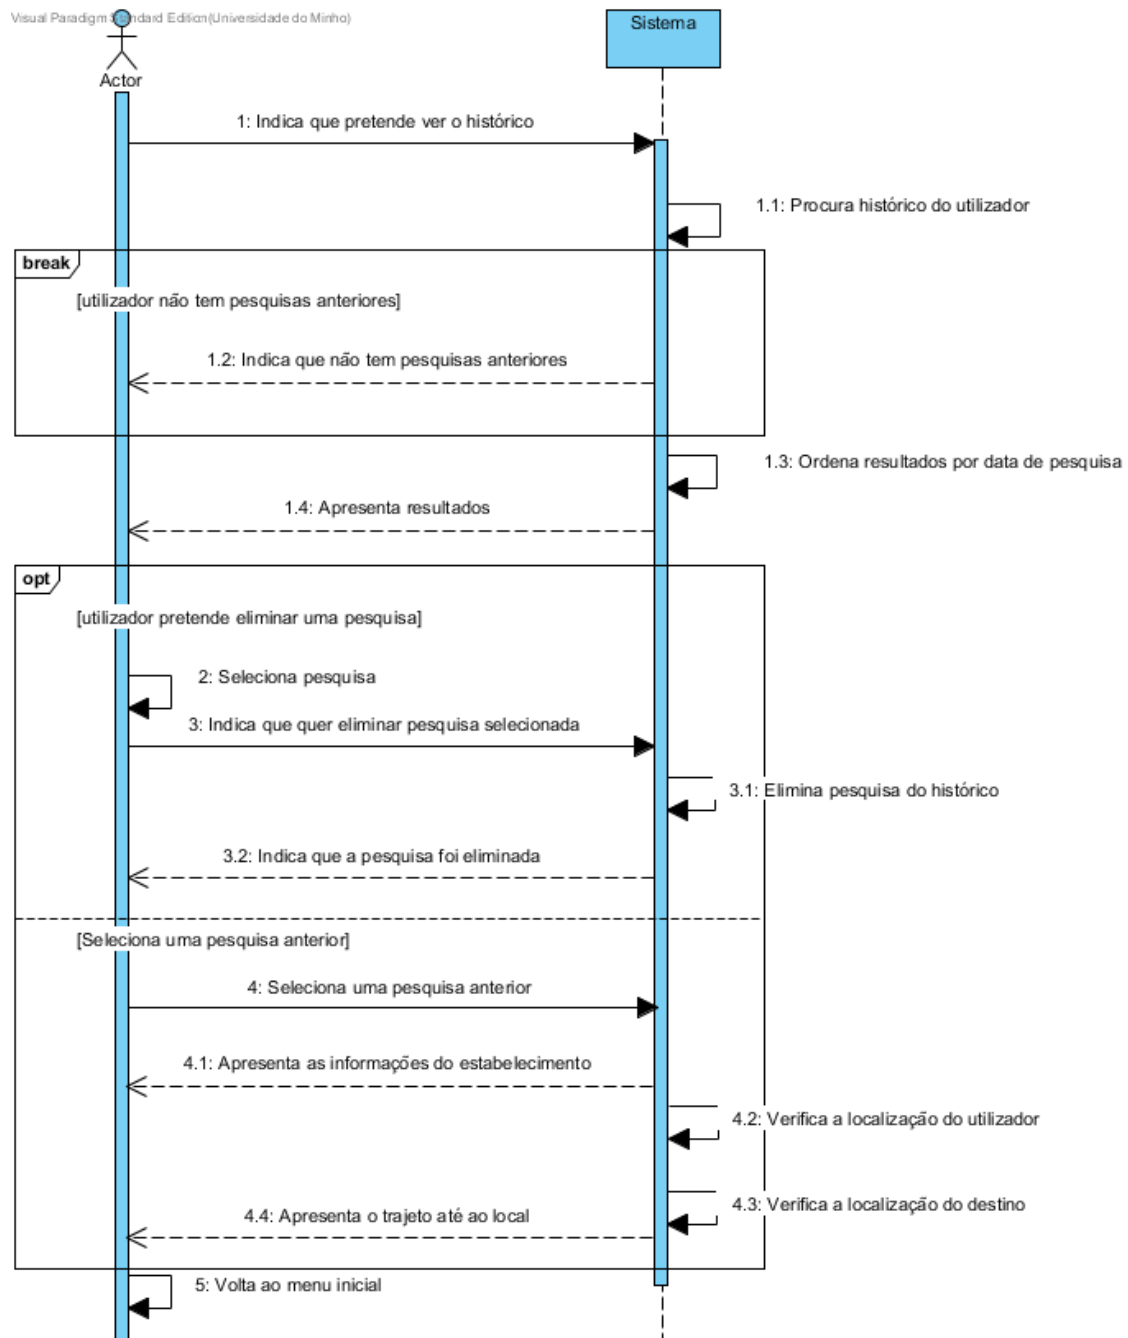 Visual Paradigm Standard Edition(Universidade do Minho)
Sistema
Actor
1: Indica que pretende ver o histórico
1.1: Procura histórico do utilizador
break
[utilizador não tem pesquisas anteriores]
1.2: Indica que não tem pesquisas anteriores
1.3: Ordena resultados por data de pesquisa
1.4: Apresenta resultados
opt
[utilizador pretende eliminar uma pesquisa]
2: Seleciona pesquisa
3: Indica que quer eliminar pesquisa selecionada
3.1: Elimina pesquisa do histórico
3.2: Indica que a pesquisa foi eliminada
[Seleciona uma pesquisa anterior]
4: Seleciona uma pesquisa anterior
4.1: Apresenta as informações do estabelecimento
4.2: Verifica a localização do utilizador
4.3: Verifica a localização do destino
4.4: Apresenta o trajeto até ao local
5: Volta ao menu inicial